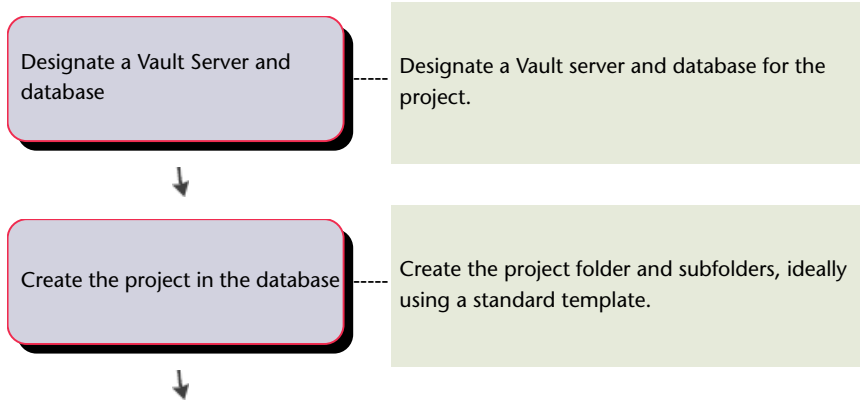 Designate a Vault Server and
database
Designate a Vault server and database for the
project.
Create the project in the database
Create the project folder and subfolders, ideally
using a standard template.